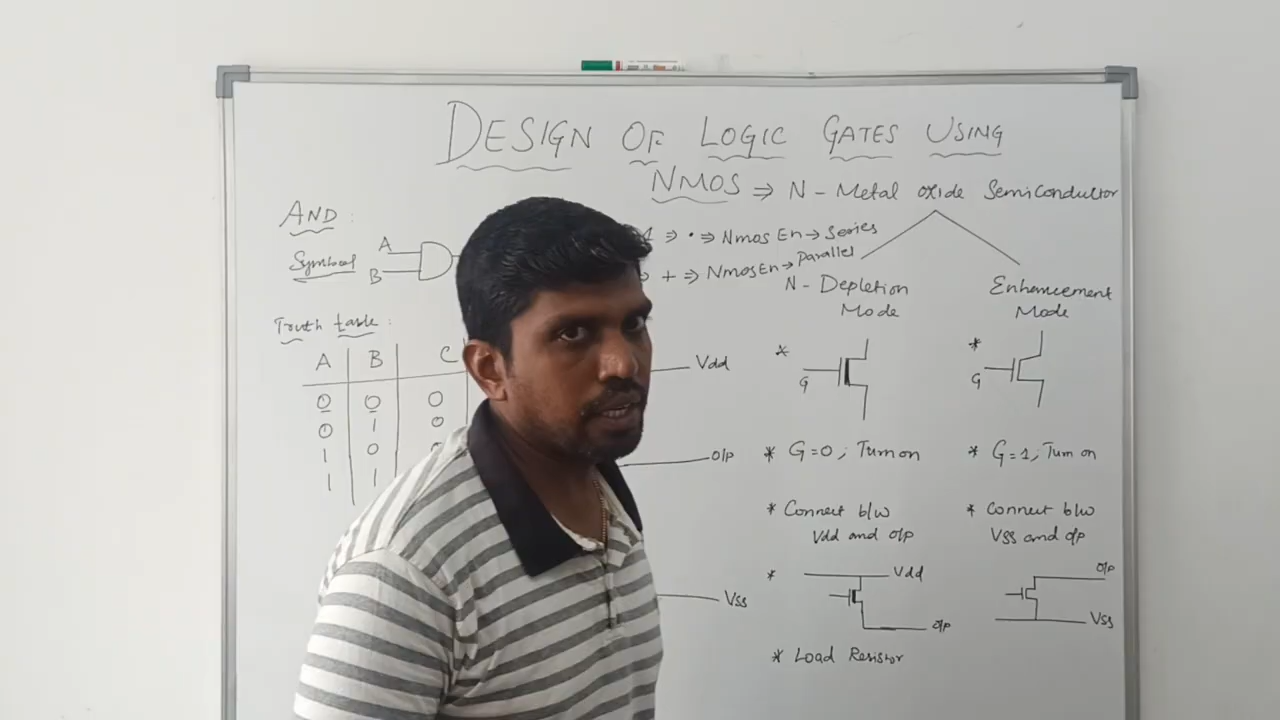 DESIGN OF LOGIC GATES USING
NMOS ⇒ N - Metal oxide Semiconductor
AND :
Symbol
A
B
⇒ • ⇒ Nmos En → Series
+ ⇒ Nmos En → Parallel
N - Depletion
Mode
Enhancement
Mode
Truth table :
A B C
0 0 0
0 1 0
1 0
1 1
Vdd
O/P
Vss
* G
* G = 0 ; Turn on
* Connect b/w
Vdd and o/p
* Vdd
o/p
* Load Resistor
* G
* G = 1, Turn on
* Connect b/w
VSS and o/p
O/p
VSS